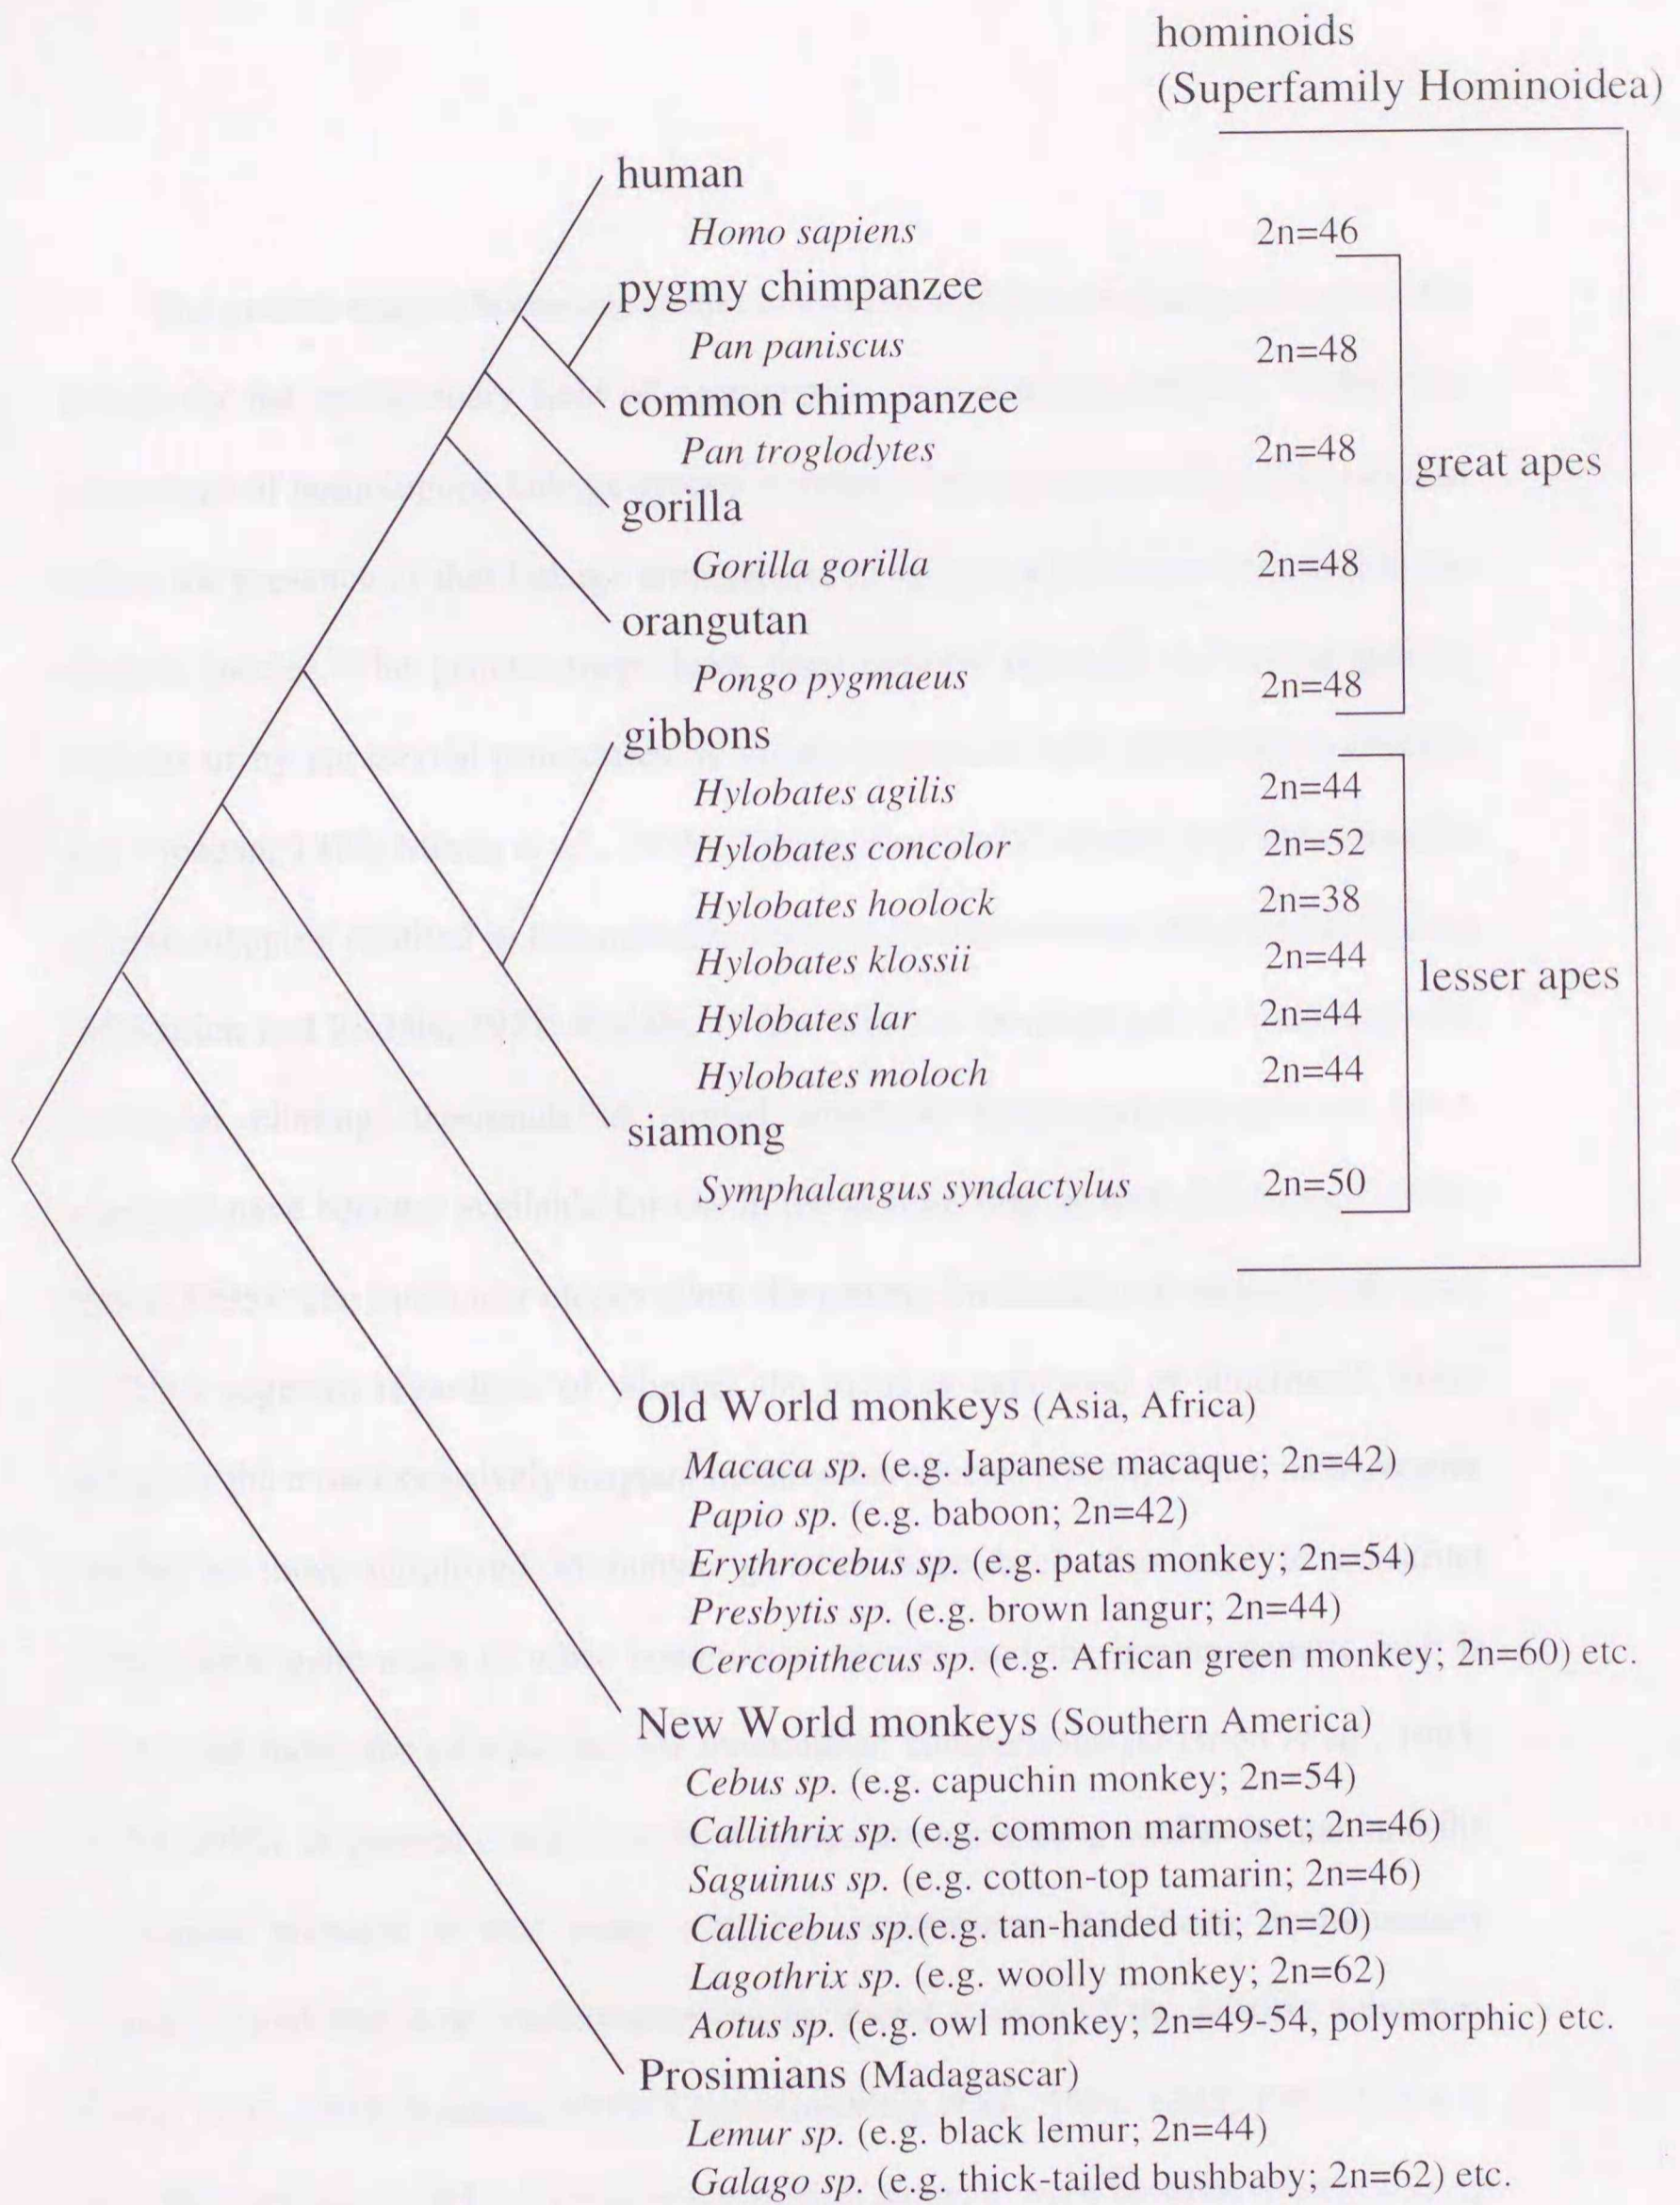 hominoids
(Superfamily Hominoidea)
human
Homo sapiens 2n=46
pygmy chimpanzee
Pan paniscus 2n=48
common chimpanzee
Pan troglodytes 2n=48
great apes
gorilla
Gorilla gorilla 2n=48
orangutan
Pongo pygmaeus 2n=48
gibbons
Hylobates agilis 2n=44
Hylobates concolor 2n=52
Hylobates hoolock 2n=38
Hylobates klossii 2n=44
lesser apes
Hylobates lar 2n=44
Hylobates moloch 2n=44
siamong
Symphalangus syndactylus 2n=50
Old World monkeys (Asia, Africa)
Macaca sp. (e.g. Japanese macaque; 2n=42)
Papio sp. (e.g. baboon; 2n=42)
Erythrocebus sp. (e.g. patas monkey; 2n=54)
Presbytis sp. (e.g. brown langur; 2n=44)
Cercopithecus sp. (e.g. African green monkey; 2n=60) etc.
New World monkeys (Southern America)
Cebus sp. (e.g. capuchin monkey; 2n=54)
Callithrix sp. (e.g. common marmoset; 2n=46)
Saguinus sp. (e.g. cotton-top tamarin; 2n=46)
Callicebus sp.(e.g. tan-handed titi; 2n=20)
Lagothrix sp. (e.g. woolly monkey; 2n=62)
Aotus sp. (e.g. owl monkey; 2n=49-54, polymorphic) etc.
Prosimians (Madagascar)
Lemur sp. (e.g. black lemur; 2n=44)
Galago sp. (e.g. thick-tailed bushbaby; 2n=62) etc.